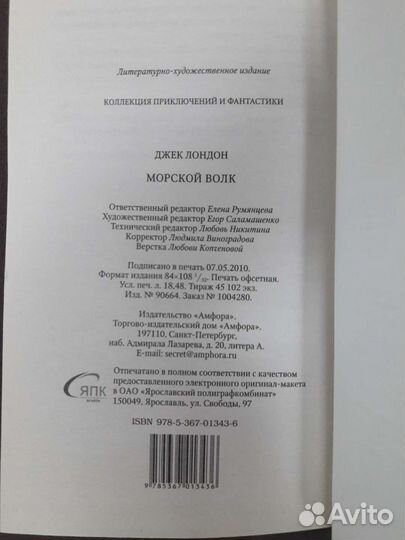 Литературно-художественное издание
КОЛЛЕКЦИЯ ПРИКЛЮЧЕНИЙ И ФАНТАСТИКИ
ДЖЕК ЛОНДОН
МОРСКОЙ ВОЛК
Ответственный редактор Елена Румянцева
Художественный редактор Егор Саламашенко
Технический редактор Любовь Никитина
Корректор Людмила Виноградова
Верстка Любови Копченовой
Подписано в печать 07.05.2010.
Формат издания 84×108 1/32. Печать офсетная.
Усл. печ. л. 18,48. Тираж 45 102 экз.
Изд. № 90664. Заказ № 1004280.
Издательство «Амфора».
Торгово-издательский дом «Амфора».
197110, Санкт-Петербург,
наб. Адмирала Лазарева, д. 20, литера А.
E-mail: secret@amphora.ru
Отпечатано в полном соответствии с качеством
предоставленного электронного оригинал-макета
в ОАО «Ярославский полиграфкомбинат»
150049, Ярославль, ул. Свободы, 97
ЯПК
ISBN 978-5-367-01343-6
9 785367 013436
Avito